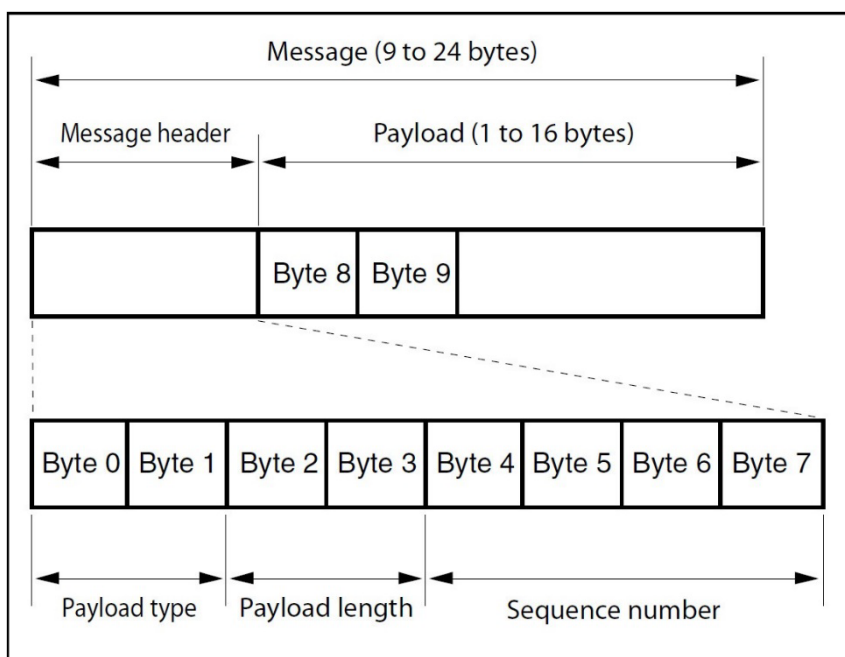 Message (9 to 24 bytes)
Message header
Payload (1 to 16 bytes)
Byte 8
Byte 9
Byte 0
Byte 1
Byte 2
Byte 3
Byte 4
Byte 5
Byte 6
Byte 7
Payload type
Payload length
Sequence number